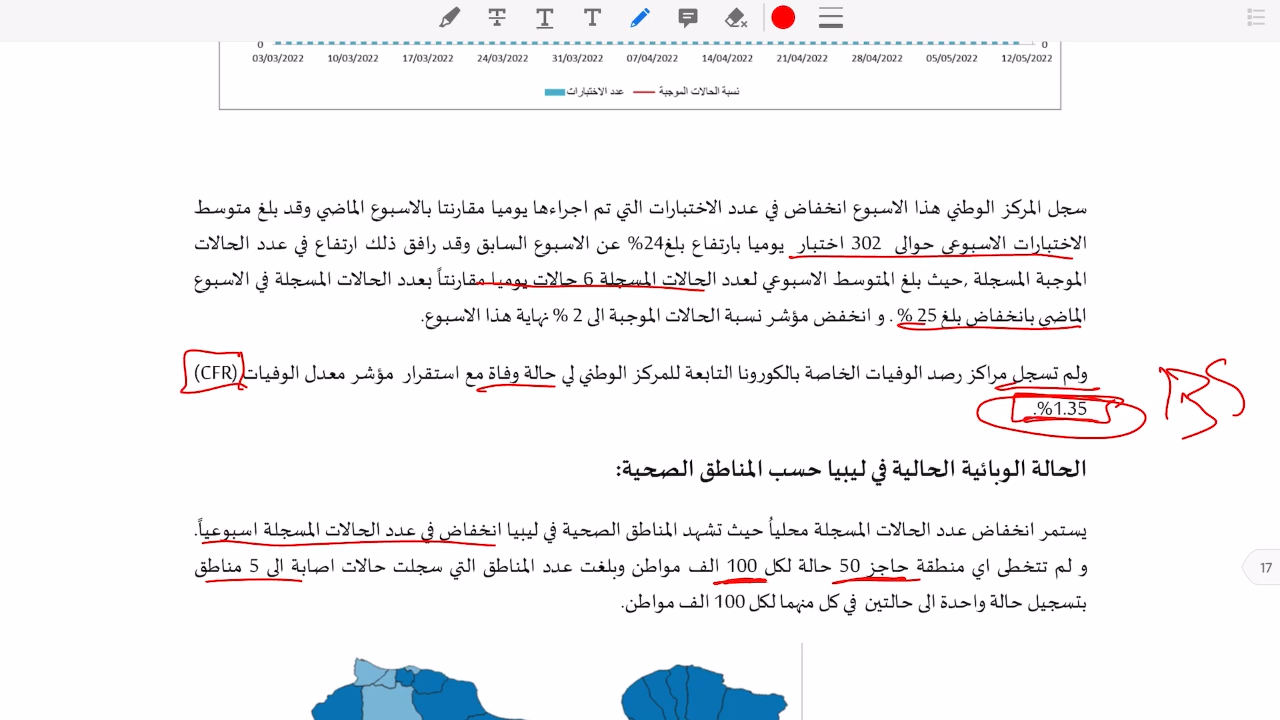 0 0
03/03/2022 10/03/2022 17/03/2022 24/03/2022 31/03/2022 07/04/2022 14/04/2022 21/04/2022 28/04/2022 05/05/2022 12/05/2022
نسبة الحالات الموجبة عدد الاختبارات
سجل المركز الوطني هذا الاسبوع انخفاض في عدد الاختبارات التي تم اجراءها يوميا مقارنتا بالاسبوع الماضي وقد بلغ متوسط
الاختبارات الاسبوعي حوالى 302 اختبار يوميا بارتفاع بلغ24% عن الاسبوع السابق وقد رافق ذلك ارتفاع في عدد الحالات
الموجبة المسجلة ,حيث بلغ المتوسط الاسبوعي لعدد الحالات المسجلة 6 حالات يوميا مقارنتاً بعدد الحالات المسجلة في الاسبوع
الماضي بانخفاض بلغ 25 % . و انخفض مؤشر نسبة الحالات الموجبة الى 2 % نهاية هذا الاسبوع.
ولم تسجل مراكز رصد الوفيات الخاصة بالكورونا التابعة للمركز الوطني لي حالة وفاة مع استقرار مؤشر معدل الوفيات (CFR)
1.35%.
الحالة الوبائية الحالية في ليبيا حسب المناطق الصحية:
يستمر انخفاض عدد الحالات المسجلة محلياُ حيث تشهد المناطق الصحية في ليبيا انخفاض في عدد الحالات المسجلة اسبوعياً.
و لم تتخطى اي منطقة حاجز 50 حالة لكل 100 الف مواطن وبلغت عدد المناطق التي سجلت حالات اصابة الى 5 مناطق
بتسجيل حالة واحدة الى حالتين في كل منهما لكل 100 الف مواطن.
17